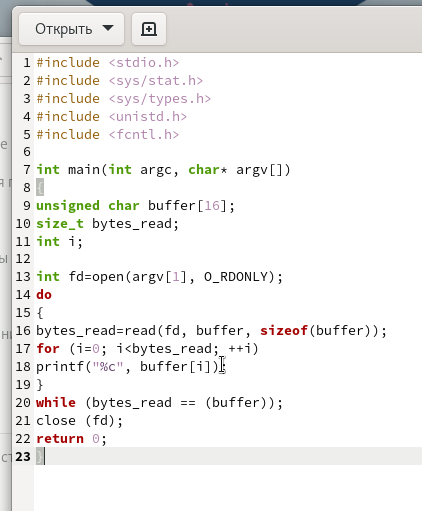 Открыть
1 #include <stdio.h>
2 #include <sys/stat.h>
3 #include <sys/types.h>
4 #include <unistd.h>
5 #include <fcntl.h>
6
7 int main(int argc, char* argv[])
8 {
9 unsigned char buffer[16];
10 size_t bytes_read;
11 int i;
12
13 int fd=open(argv[1], O_RDONLY);
14 do
15 {
16 bytes_read=read(fd, buffer, sizeof(buffer));
17 for (i=0; i<bytes_read; ++i)
18 printf("%c", buffer[i]);
19 }
20 while (bytes_read == (buffer));
21 close (fd);
22 return 0;
23 }